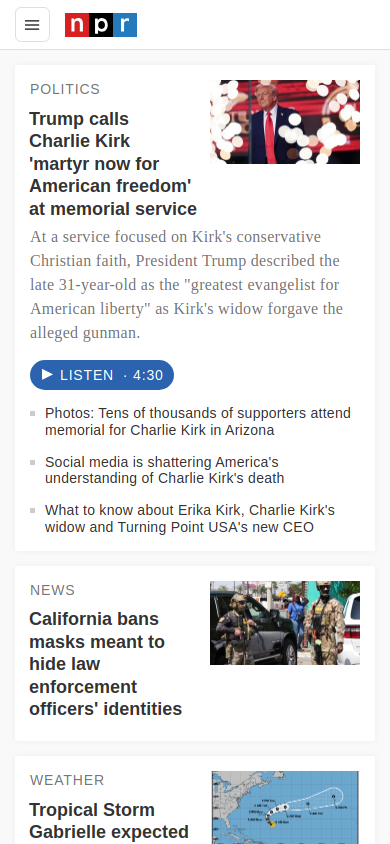 npr
POLITICS
Trump calls
Charlie Kirk
'martyr now for
American freedom'
at memorial service
At a service focused on Kirk's conservative
Christian faith, President Trump described the
late 31-year-old as the "greatest evangelist for
American liberty" as Kirk's widow forgave the
alleged gunman.
LISTEN · 4:30
Photos: Tens of thousands of supporters attend
memorial for Charlie Kirk in Arizona
Social media is shattering America's
understanding of Charlie Kirk's death
What to know about Erika Kirk, Charlie Kirk's
widow and Turning Point USA's new CEO
NEWS
California bans
masks meant to
hide law
enforcement
officers' identities
WEATHER
Tropical Storm
Gabrielle expected